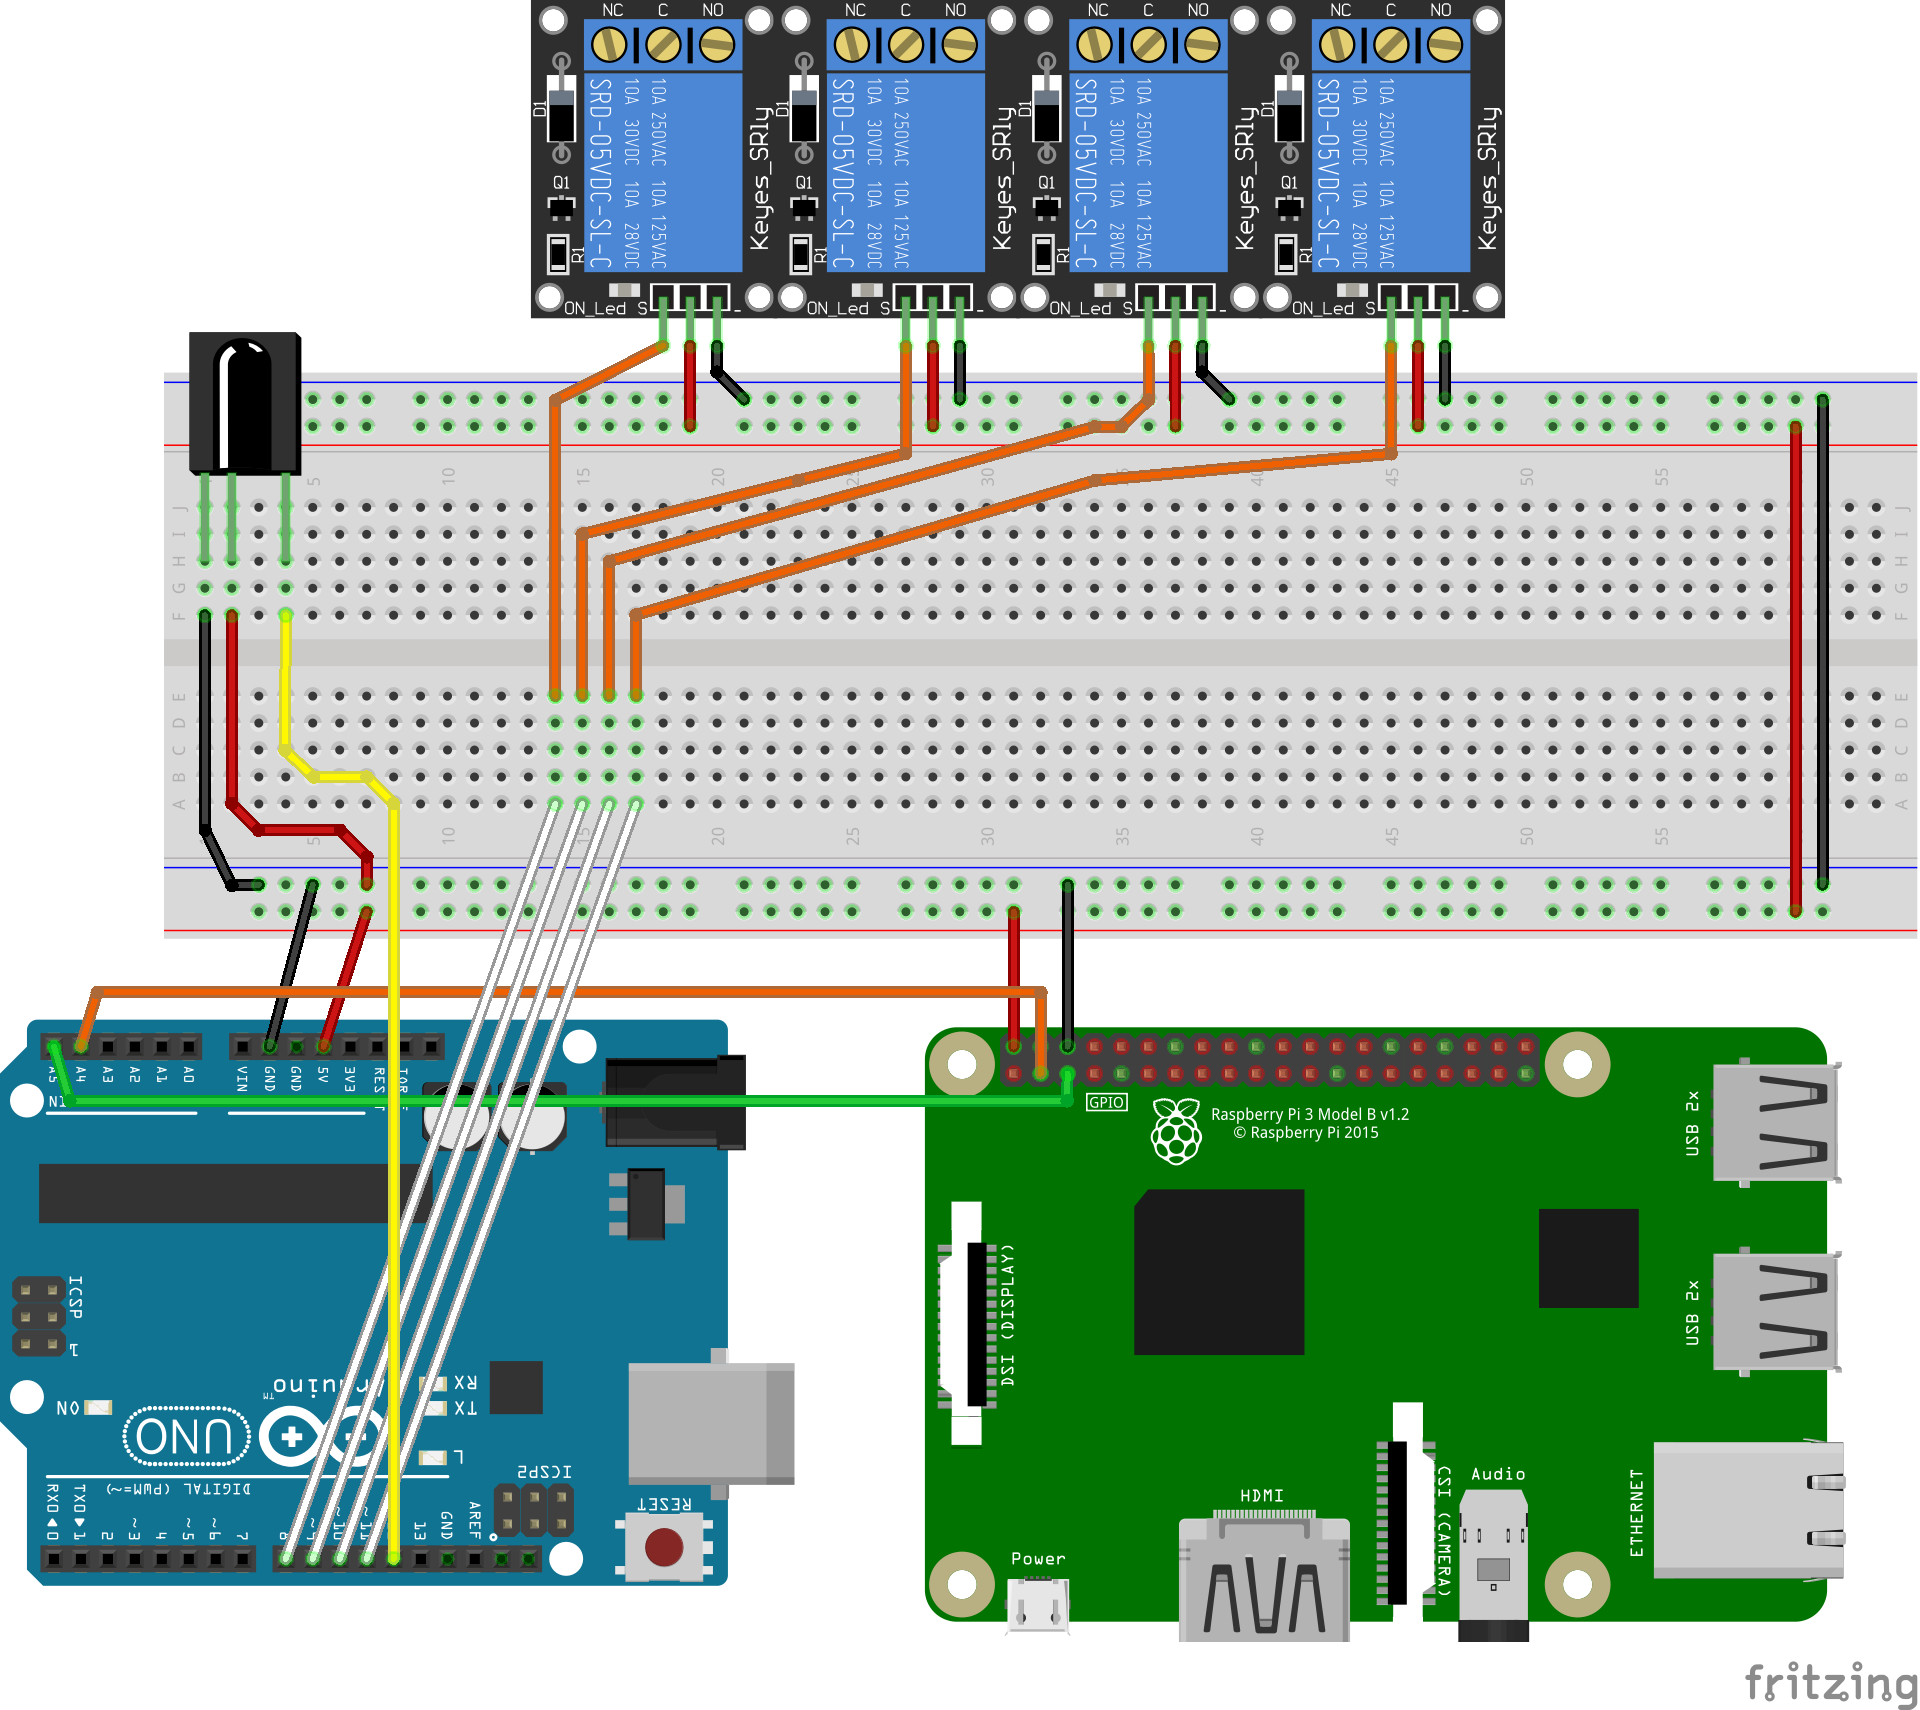 NC C NO
NC C NO
NC C NO
NC C NO
D1
Q1
R1
SRD-05VDC-SL-C
10A 30VDC 10A 28VDC
10A 250VAC 10A 125VAC
Keyes_SRly
ON_Led S -
D1
Q1
R1
SRD-05VDC-SL-C
10A 30VDC 10A 28VDC
10A 250VAC 10A 125VAC
Keyes_SRly
ON_Led S -
D1
Q1
R1
SRD-05VDC-SL-C
10A 30VDC 10A 28VDC
10A 250VAC 10A 125VAC
Keyes_SRly
ON_Led S -
D1
Q1
R1
SRD-05VDC-SL-C
10A 30VDC 10A 28VDC
10A 250VAC 10A 125VAC
Keyes_SRly
ON_Led S -
5 10 15 20 25 30 35 40 45 50 55
J J
I I
H H
G G
F F
E E
D D
C C
B B
A A
5 10 15 20 25 30 35 40 45 50 55
A5 A4 A3 A2 A1 A0 VIN GND GND 5V 3V3
ICSP
1
Arduino
TM
RX
TX
L
ON
UNO
ICSP2
DIGITAL (PWM=~)
RX0 ◀ 0
TX0 ▶ 1
2
~3
4
~5
~6
7
8
~9
~10
~11
13
GND
AREF
RESET
GPIO
Raspberry Pi 3 Model B v1.2
© Raspberry Pi 2015
USB 2x
USB 2x
DSI (DISPLAY)
CSI (CAMERA)
Audio
HDMI
Power
ETHERNET
fritzing